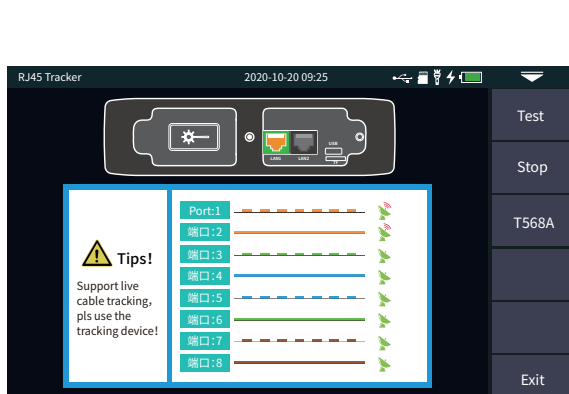 RJ45 Tracker 2020-10-20 09:25
Test
Stop
T568A
Exit
USB
LAN1 LAN2
TF
Tips!
Support live
cable tracking,
pls use the
tracking device!
Port:1
端口:2
端口:3
端口:4
端口:5
端口:6
端口:7
端口:8